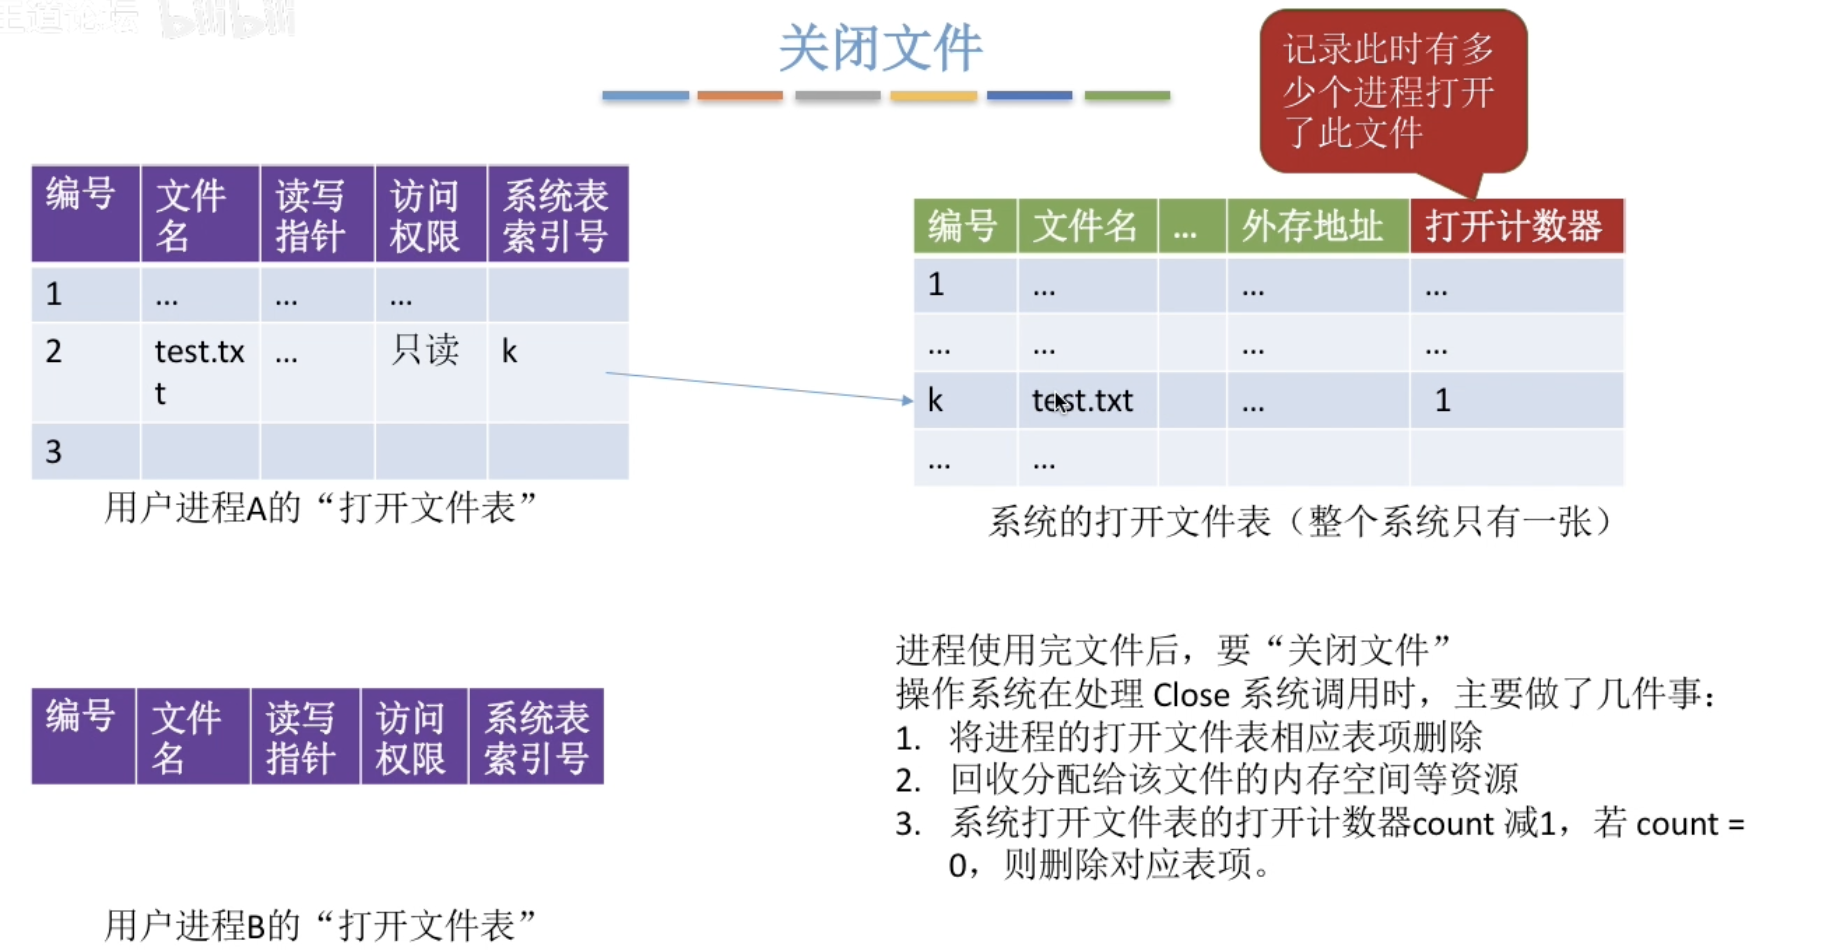 王道论坛 bilibili
关闭文件
记录此时有多
少个进程打开
了此文件
编号 文件名 读写指针 访问权限 系统表索引号
1 ... ... ...
2 test.txt ... 只读 k
3
用户进程A的“打开文件表”
编号 文件名 ... 外存地址 打开计数器
1 ... ... ...
... ... ... ...
k test.txt ... 1
... ...
系统的打开文件表（整个系统只有一张）
编号 文件名 读写指针 访问权限 系统表索引号
用户进程B的“打开文件表”
进程使用完文件后，要“关闭文件”
操作系统在处理 Close 系统调用时，主要做了几件事：
1. 将进程的打开文件表相应表项删除
2. 回收分配给该文件的内存空间等资源
3. 系统打开文件表的打开计数器count 减1，若 count =
0，则删除对应表项。